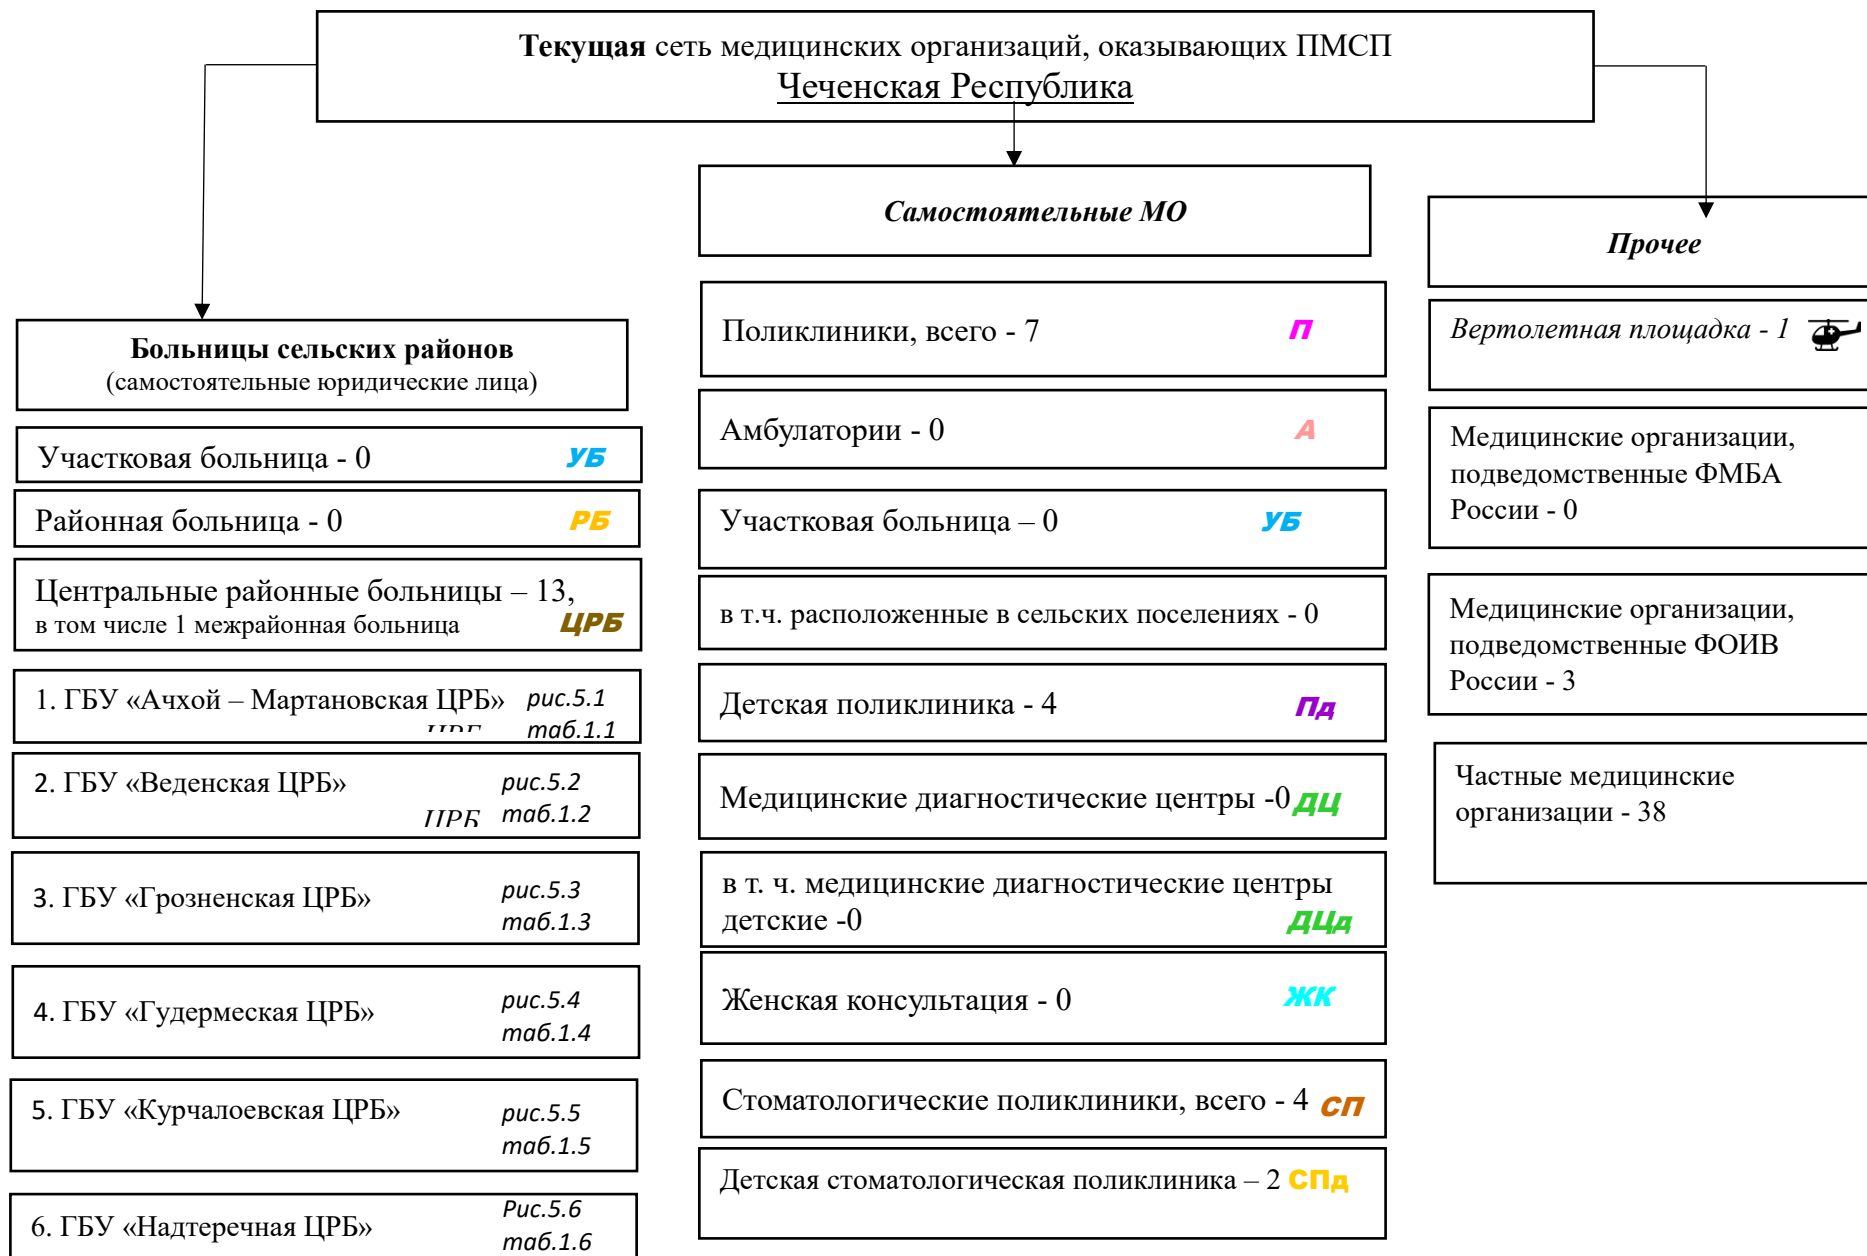 Текущая сеть медицинских организаций, оказывающих ПМСП
Чеченская Республика
Больницы сельских районов
(самостоятельные юридические лица)
Участковая больница - 0 УБ
Районная больница - 0 РБ
Центральные районные больницы – 13,
в том числе 1 межрайонная больница ЦРБ
1. ГБУ «Ачхой – Мартановская ЦРБ» рис.5.1
ЦРБ таб.1.1
2. ГБУ «Веденская ЦРБ» рис.5.2
ЦРБ таб.1.2
3. ГБУ «Грозненская ЦРБ» рис.5.3
таб.1.3
4. ГБУ «Гудермеская ЦРБ» рис.5.4
таб.1.4
5. ГБУ «Курчалоевская ЦРБ» рис.5.5
таб.1.5
6. ГБУ «Надтеречная ЦРБ» Рис.5.6
таб.1.6
Самостоятельные МО
Поликлиники, всего - 7 П
Амбулатории - 0 А
Участковая больница – 0 УБ
в т.ч. расположенные в сельских поселениях - 0
Детская поликлиника - 4 Пд
Медицинские диагностические центры -0 ДЦ
в т. ч. медицинские диагностические центры
детские -0 ДЦд
Женская консультация - 0 ЖК
Стоматологические поликлиники, всего - 4 СП
Детская стоматологическая поликлиника – 2 СПд
Прочее
Вертолетная площадка - 1
Медицинские организации,
подведомственные ФМБА
России - 0
Медицинские организации,
подведомственные ФОИВ
России - 3
Частные медицинские
организации - 38